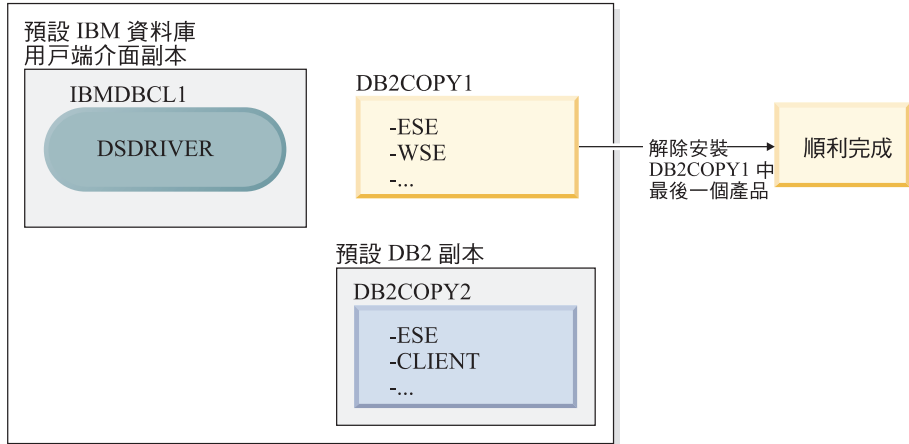 預設 IBM 資料庫
用戶端介面副本
IBMDBCL1
DSDRIVER
DB2COPY1
-ESE
-WSE
-...
解除安裝
DB2COPY1 中
最後一個產品
順利完成
預設 DB2 副本
DB2COPY2
-ESE
-CLIENT
-...